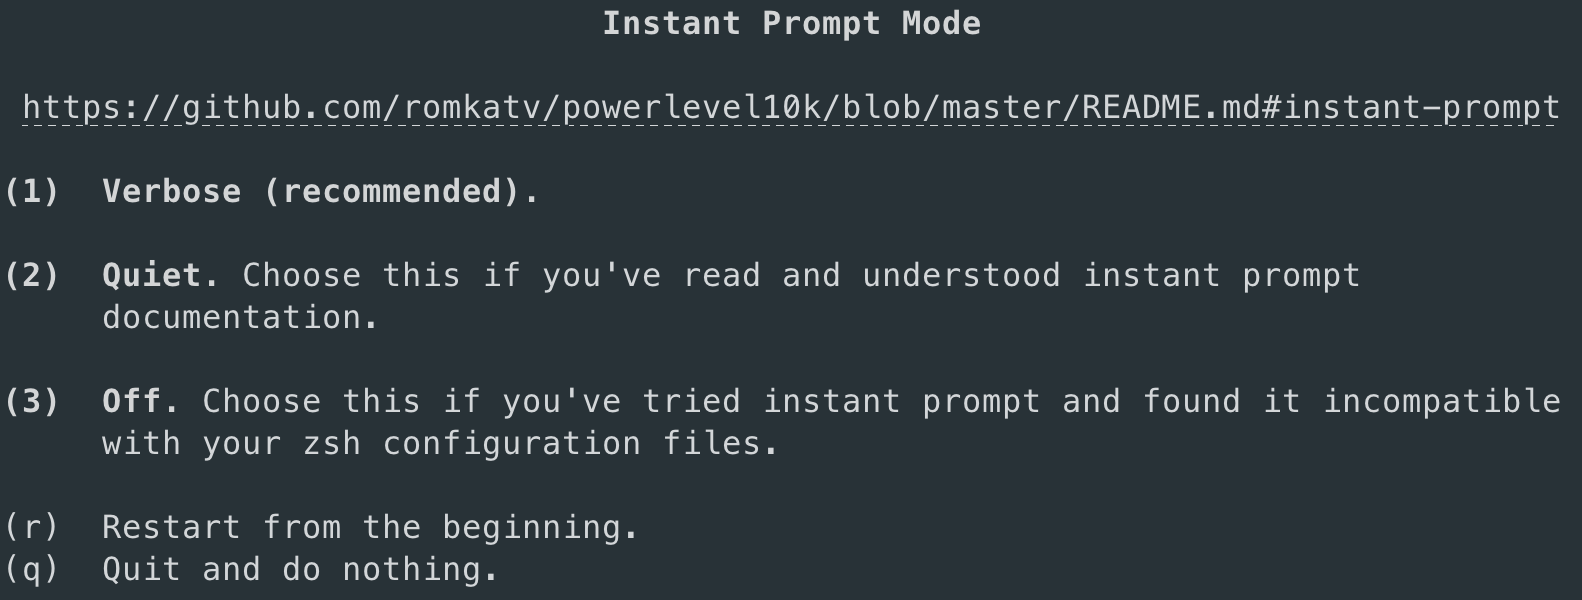 Instant Prompt Mode
https://github.com/romkatv/powerlevel10k/blob/master/README.md#instant-prompt
(1) Verbose (recommended).
(2) Quiet. Choose this if you've read and understood instant prompt
documentation.
(3) Off. Choose this if you've tried instant prompt and found it incompatible
with your zsh configuration files.
(r) Restart from the beginning.
(q) Quit and do nothing.